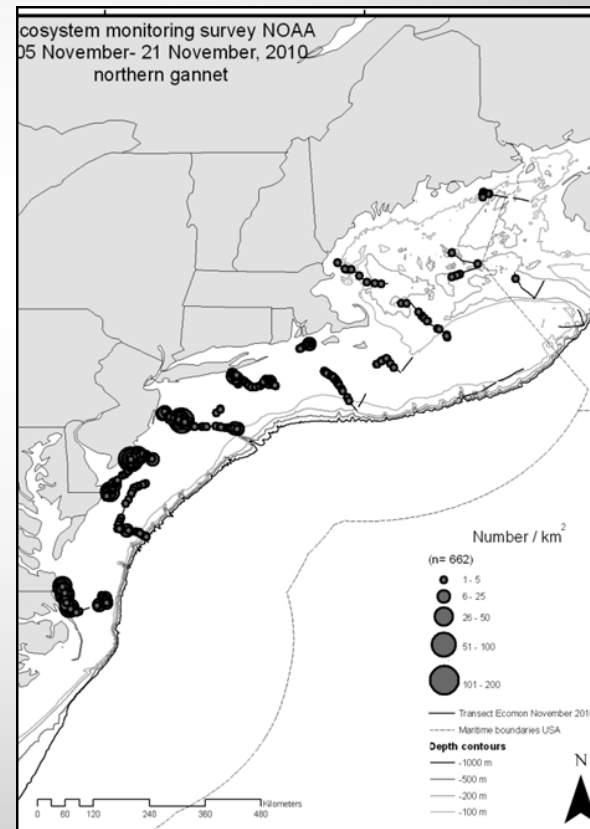 cosystem monitoring survey NOAA
05 November- 21 November, 2010
northern gannet
Number / km²
(n= 662)
1 - 5
6 - 25
26 - 50
51 - 100
101 - 200
Transect Ecomon November 201
Maritime boundaries USA
Depth contours
-1000 m
-500 m
-200 m
-100 m
N
Kilometers
0 60 120 240 360 480